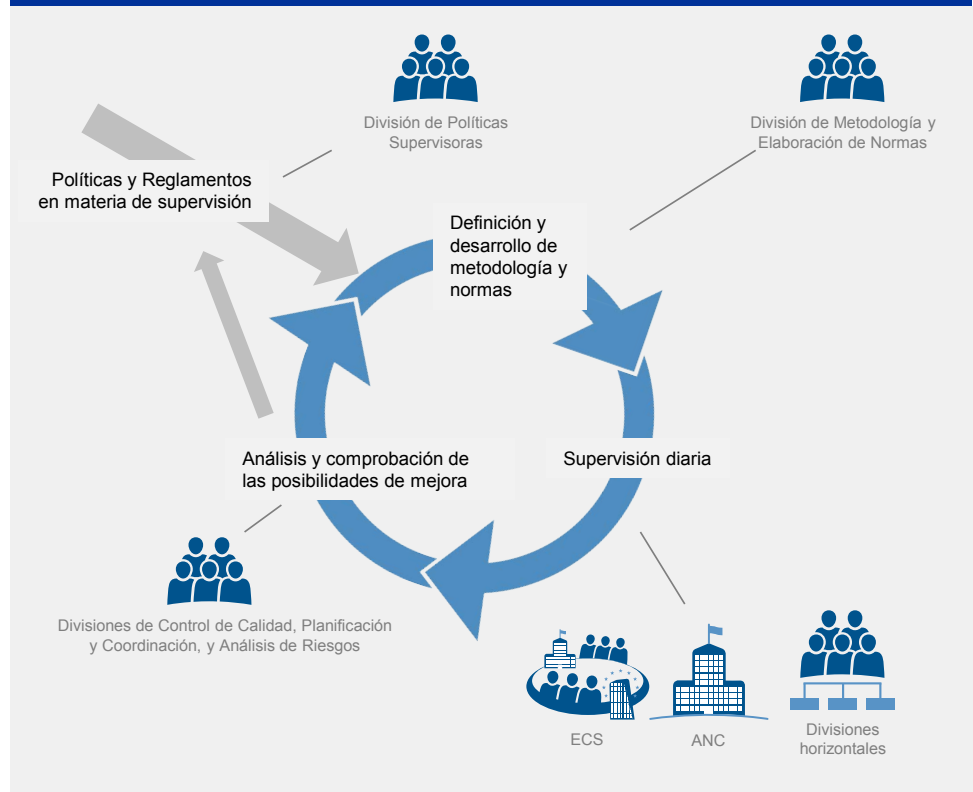 División de Políticas
Supervisoras
División de Metodología y
Elaboración de Normas
Políticas y Reglamentos
en materia de supervisión
Definición y
desarrollo de
metodología y
normas
Análisis y comprobación de
las posibilidades de mejora
Supervisión diaria
Divisiones de Control de Calidad, Planificación
y Coordinación, y Análisis de Riesgos
ECS
ANC
Divisiones
horizontales